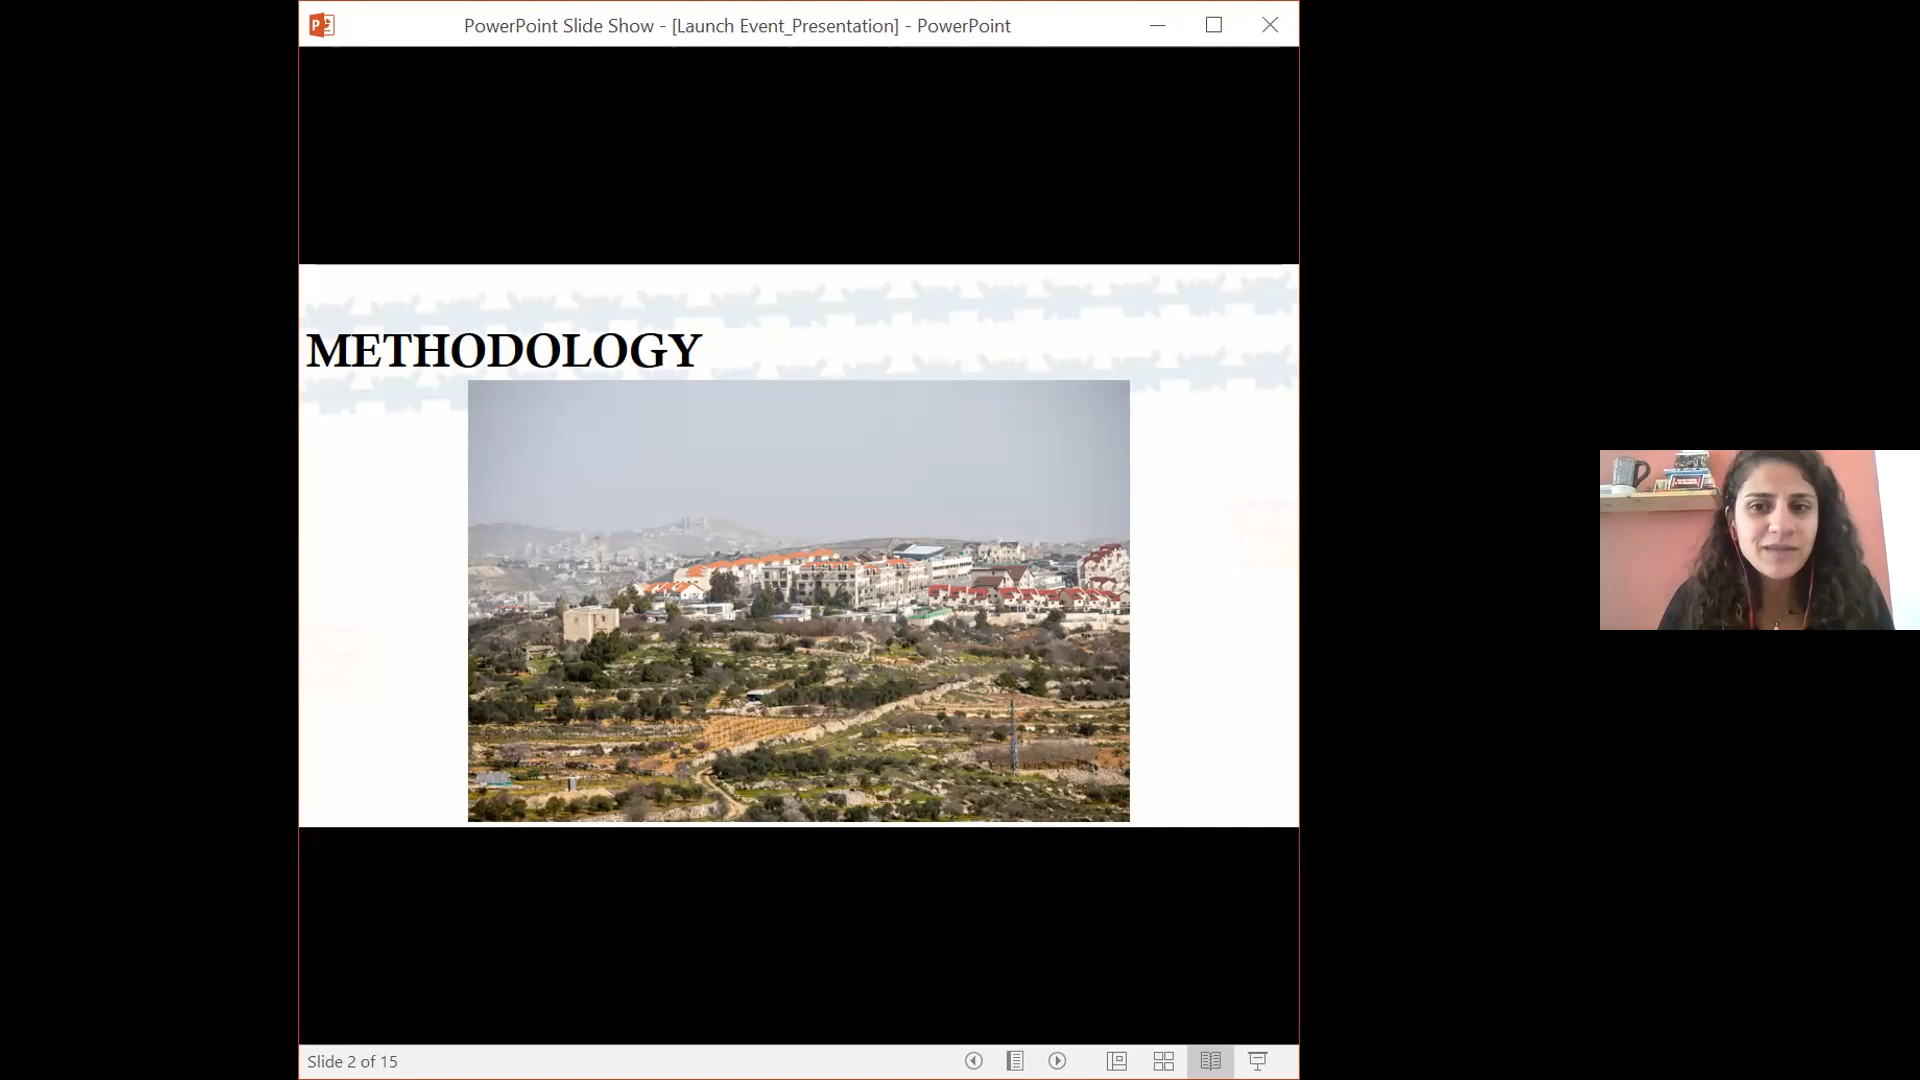 PowerPoint Slide Show - [Launch Event_Presentation] - PowerPoint
METHODOLOGY
Slide 2 of 15